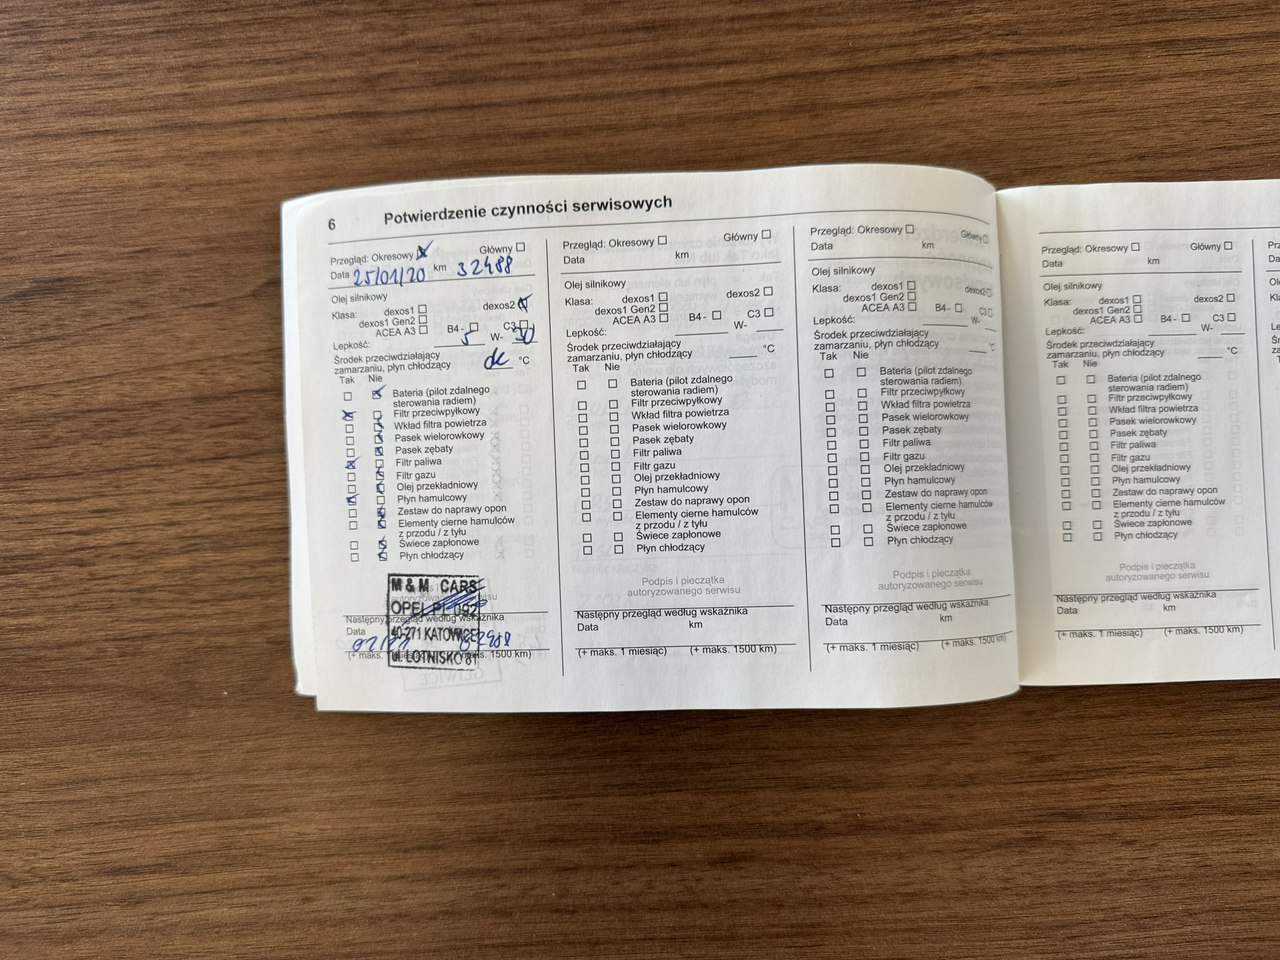 6 Potwierdzenie czynności serwisowych
Przegląd: Okresowy Główny
Data 25/01/20 km 32488
Olej silnikowy
Klasa: dexos1 dexos2
dexos1 Gen2
ACEA A3 B4 - C3
Lepkość: 5 W- 30
Środek przeciwdziałający
zamarzaniu, płyn chłodzący °C
Tak Nie
Bateria (pilot zdalnego
sterowania radiem)
Filtr przeciwpyłkowy
Wkład filtra powietrza
Pasek wielorowkowy
Pasek zębaty
Filtr paliwa
Filtr gazu
Olej przekładniowy
Płyn hamulcowy
Zestaw do naprawy opon
Elementy cierne hamulców
z przodu / z tyłu
Świece zapłonowe
Płyn chłodzący
M & M CARS
OPEL PL 092
Następny przegląd według wskaźnika
Data
40-271 KATOWICE
ul. LOTNISKO 81
(+ maks. 1500 km)
Przegląd: Okresowy Główny
Data km
Olej silnikowy
Klasa: dexos1 dexos2
dexos1 Gen2
ACEA A3 B4 - C3
Lepkość: W-
Środek przeciwdziałający
zamarzaniu, płyn chłodzący °C
Tak Nie
Bateria (pilot zdalnego
sterowania radiem)
Filtr przeciwpyłkowy
Wkład filtra powietrza
Pasek wielorowkowy
Pasek zębaty
Filtr paliwa
Filtr gazu
Olej przekładniowy
Płyn hamulcowy
Zestaw do naprawy opon
Elementy cierne hamulców
z przodu / z tyłu
Świece zapłonowe
Płyn chłodzący
Podpis i pieczątka
autoryzowanego serwisu
Następny przegląd według wskaźnika
Data km
(+ maks. 1 miesiąc) (+ maks. 1500 km)
Przegląd: Okresowy Główny
Data km
Olej silnikowy
Klasa: dexos1 dexos2
dexos1 Gen2
ACEA A3 B4 - C3
Lepkość: W-
Środek przeciwdziałający
zamarzaniu, płyn chłodzący °C
Tak Nie
Bateria (pilot zdalnego
sterowania radiem)
Filtr przeciwpyłkowy
Wkład filtra powietrza
Pasek wielorowkowy
Pasek zębaty
Filtr paliwa
Filtr gazu
Olej przekładniowy
Płyn hamulcowy
Zestaw do naprawy opon
Elementy cierne hamulców
z przodu / z tyłu
Świece zapłonowe
Płyn chłodzący
Podpis i pieczątka
autoryzowanego serwisu
Następny przegląd według wskaźnika
Data km
(+ maks. 1 miesiąc) (+ maks. 1500 km)
Przegląd: Okresowy Główny
Data km
Olej silnikowy
Klasa: dexos1 dexos2
dexos1 Gen2
ACEA A3 B4 - C3
Lepkość: W-
Środek przeciwdziałający
zamarzaniu, płyn chłodzący °C
Tak Nie
Bateria (pilot zdalnego
sterowania radiem)
Filtr przeciwpyłkowy
Wkład filtra powietrza
Pasek wielorowkowy
Pasek zębaty
Filtr paliwa
Filtr gazu
Olej przekładniowy
Płyn hamulcowy
Zestaw do naprawy opon
Elementy cierne hamulców
z przodu / z tyłu
Świece zapłonowe
Płyn chłodzący
Podpis i pieczątka
autoryzowanego serwisu
Następny przegląd według wskaźnika
Data km
(+ maks. 1 miesiąc) (+ maks. 1500 km)